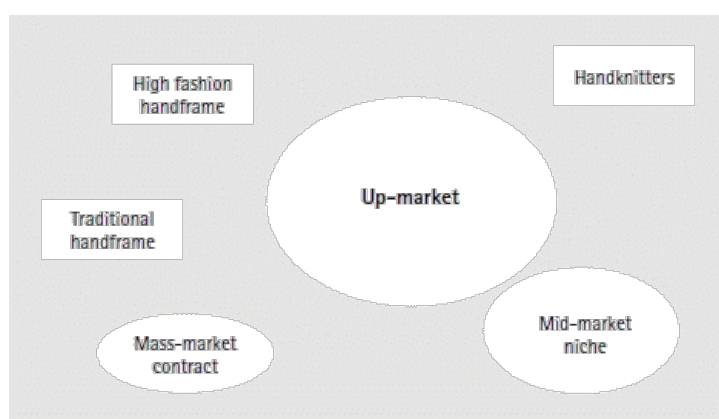 High fashion
handframe
Handknitters
Up-market
Traditional
handframe
Mid-market
niche
Mass-market
contract